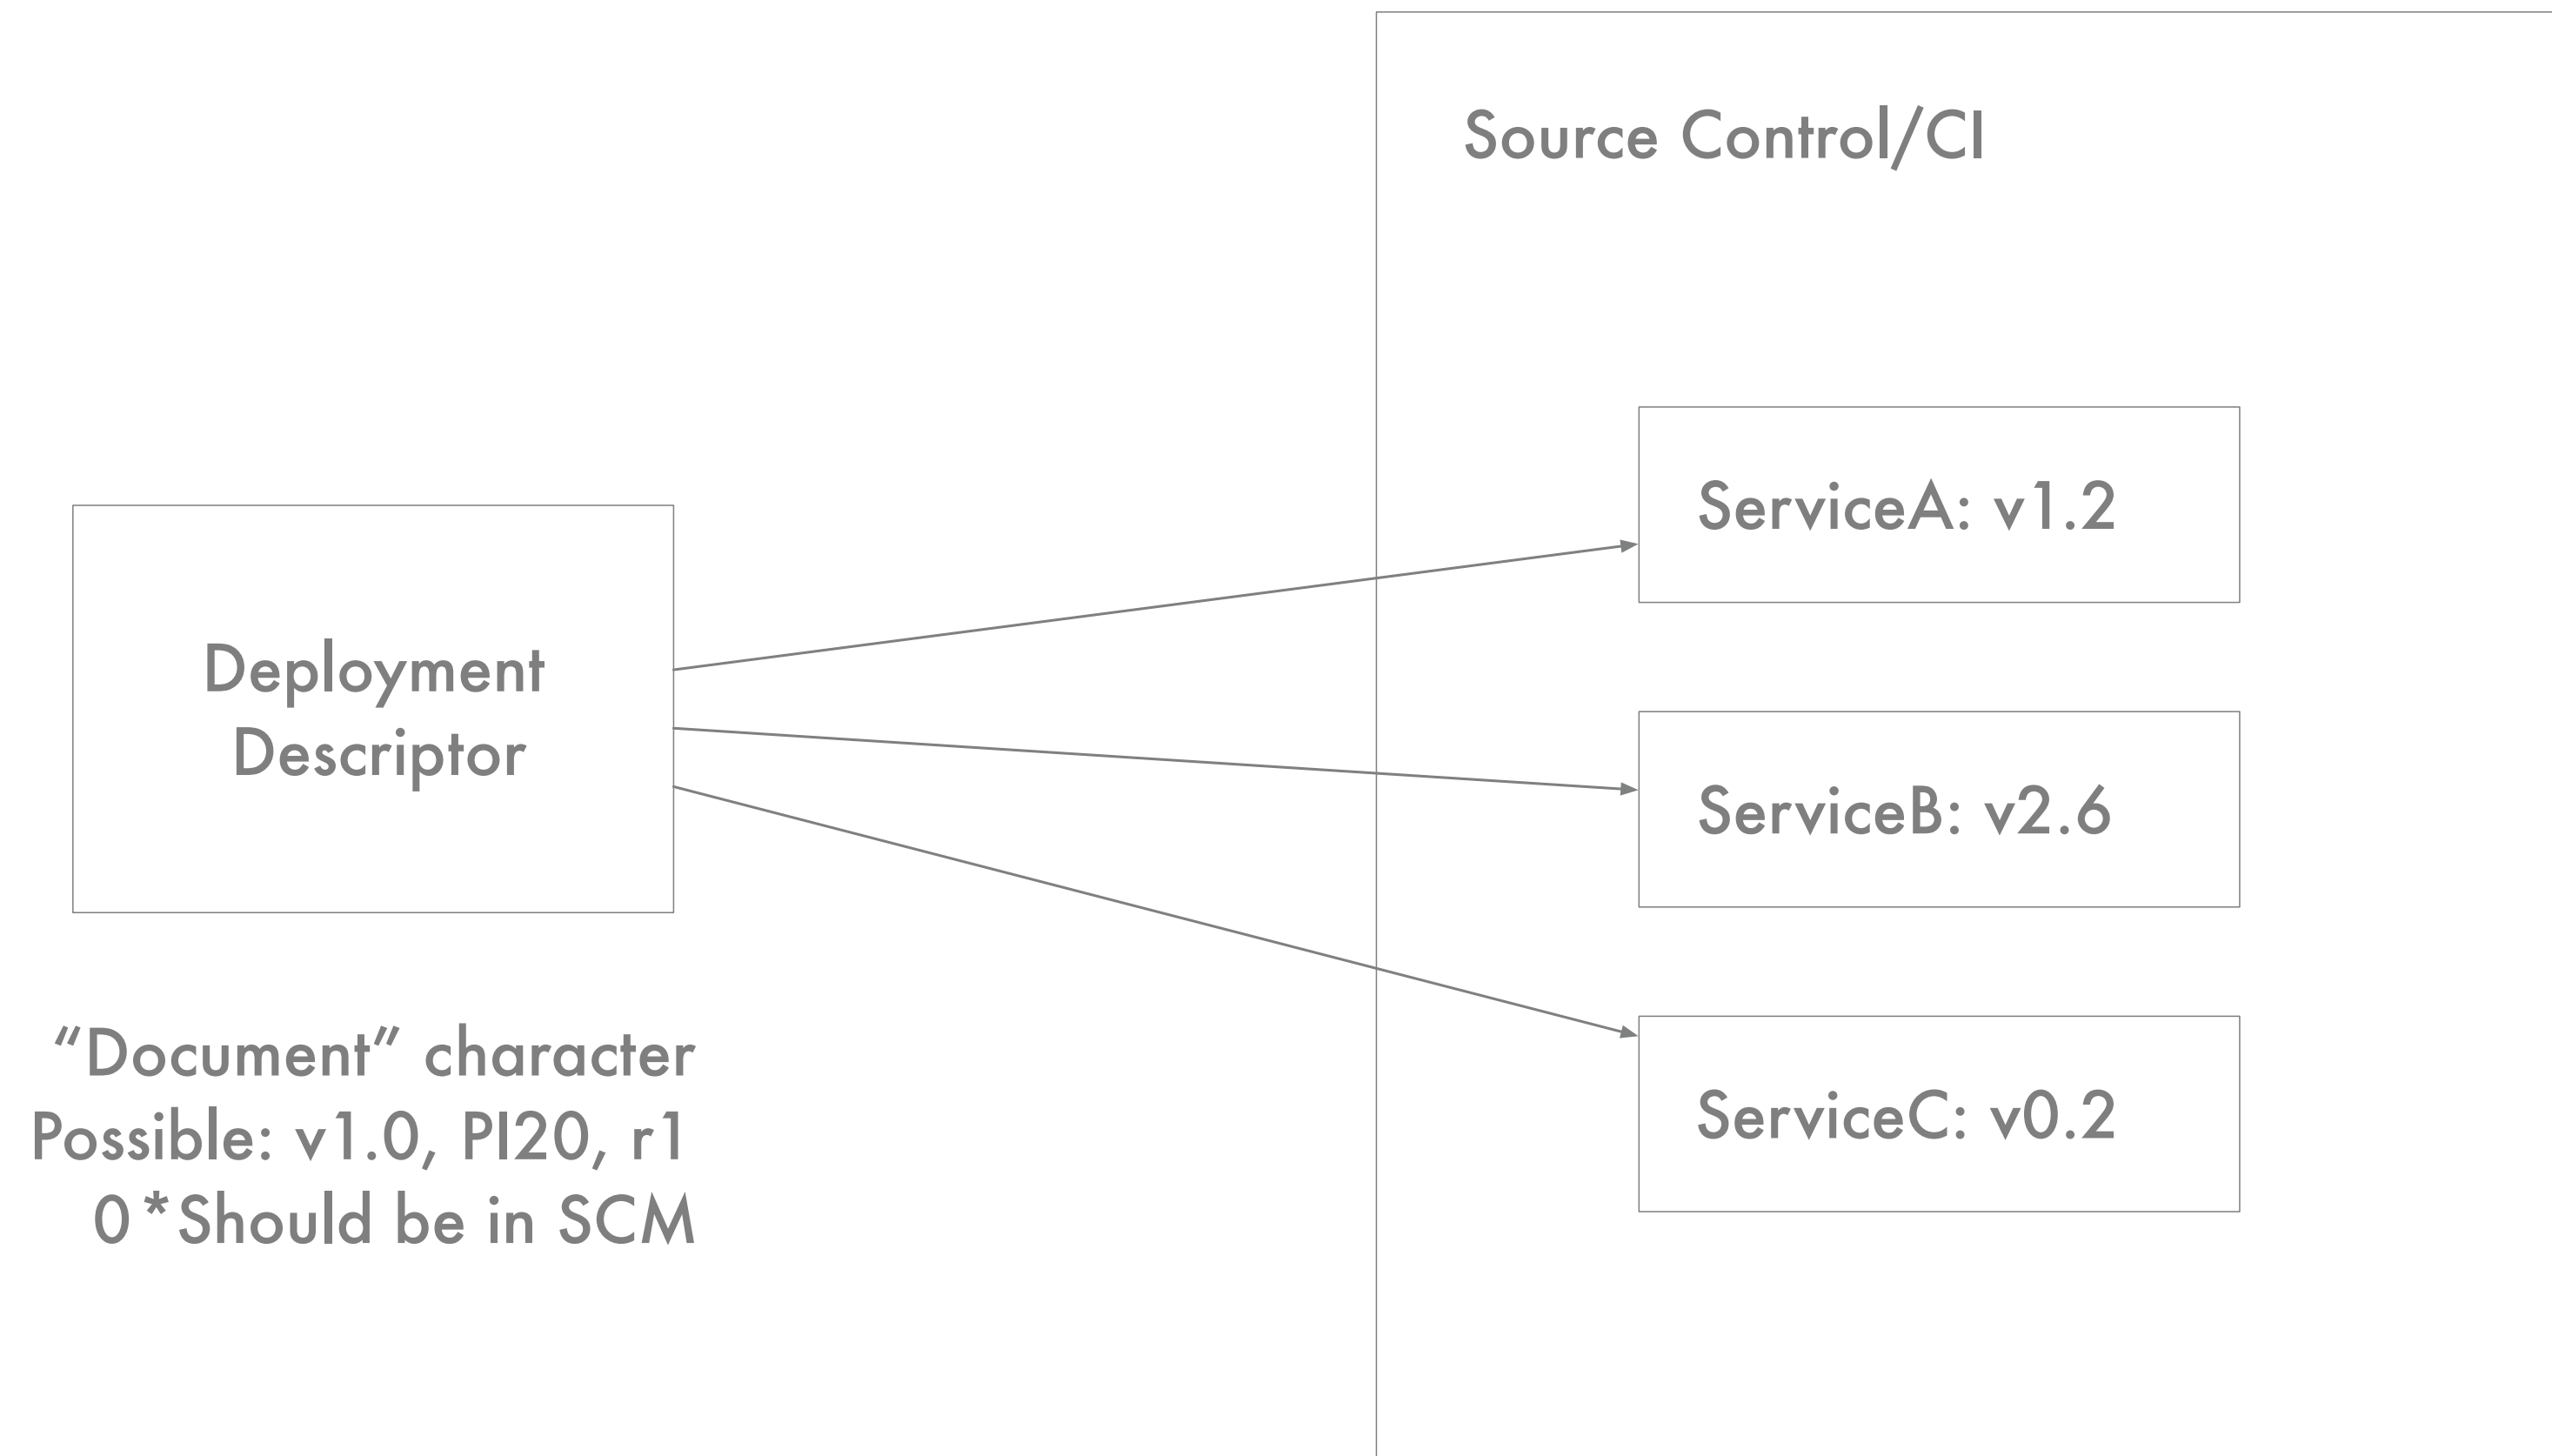 Source Control/CI
ServiceA: v1.2
Deployment
Descriptor
ServiceB: v2.6
“Document” character
Possible: v1.0, PI20, r1
0*Should be in SCM
ServiceC: v0.2